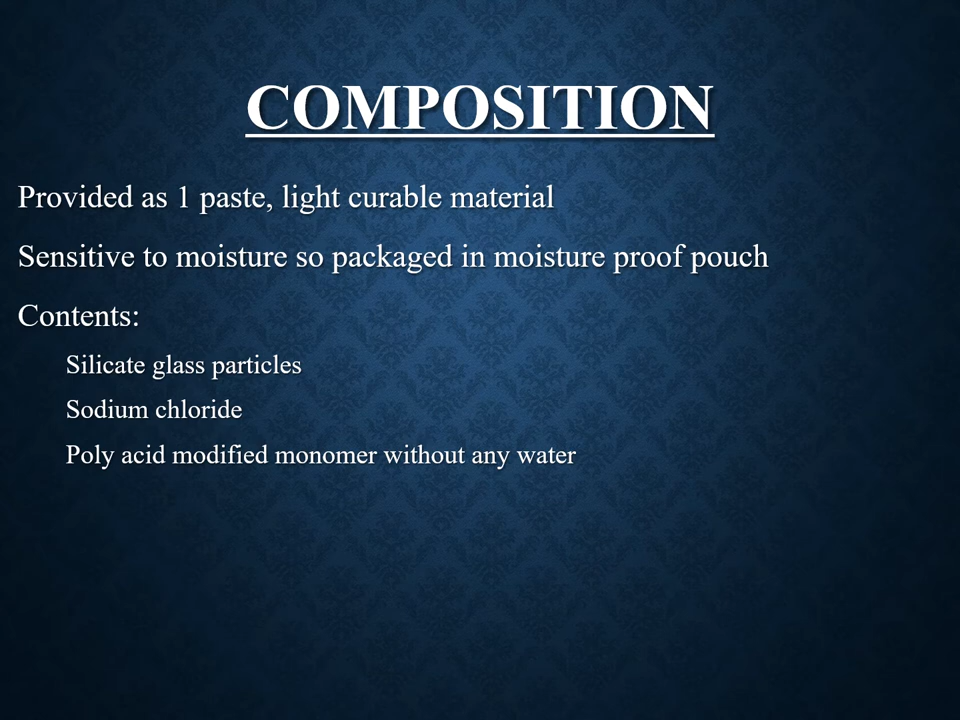 COMPOSITION
Provided as 1 paste, light curable material
Sensitive to moisture so packaged in moisture proof pouch
Contents:
Silicate glass particles
Sodium chloride
Poly acid modified monomer without any water